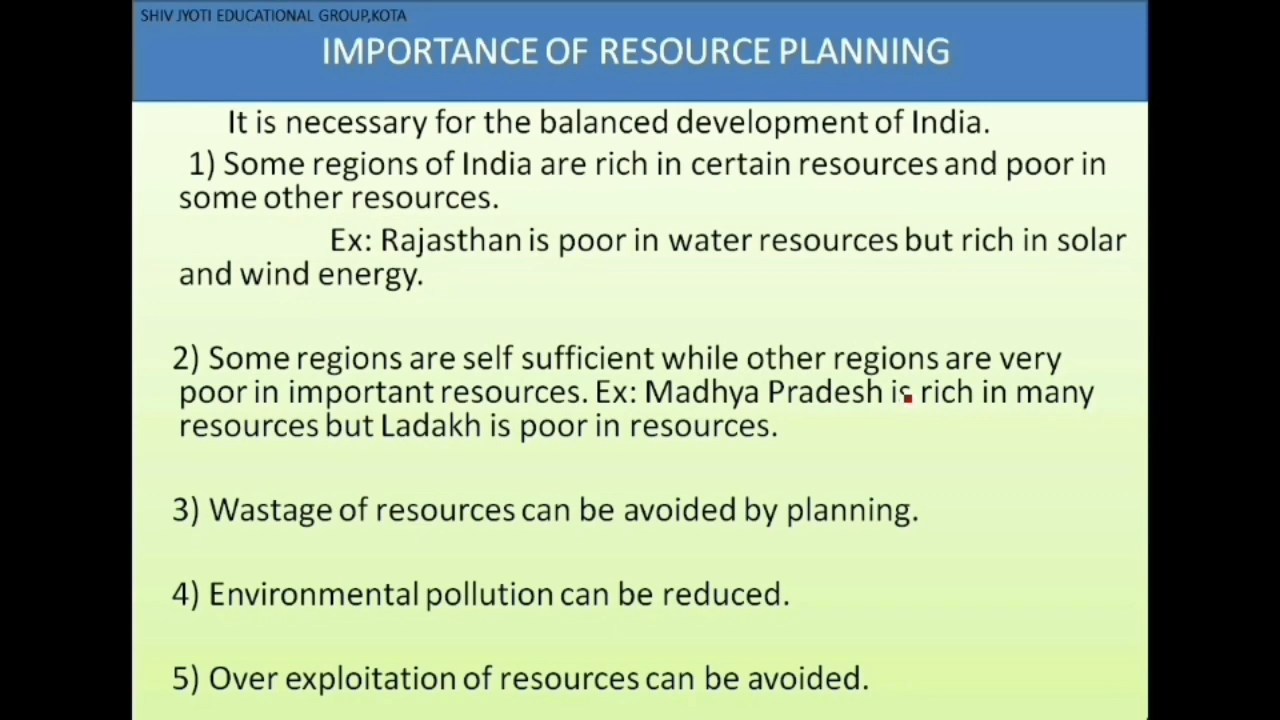 SHIV JYOTI EDUCATIONAL GROUP,KOTA
IMPORTANCE OF RESOURCE PLANNING
It is necessary for the balanced development of India.
1) Some regions of India are rich in certain resources and poor in
some other resources.
Ex: Rajasthan is poor in water resources but rich in solar
and wind energy.
2) Some regions are self sufficient while other regions are very
poor in important resources. Ex: Madhya Pradesh is rich in many
resources but Ladakh is poor in resources.
3) Wastage of resources can be avoided by planning.
4) Environmental pollution can be reduced.
5) Over exploitation of resources can be avoided.